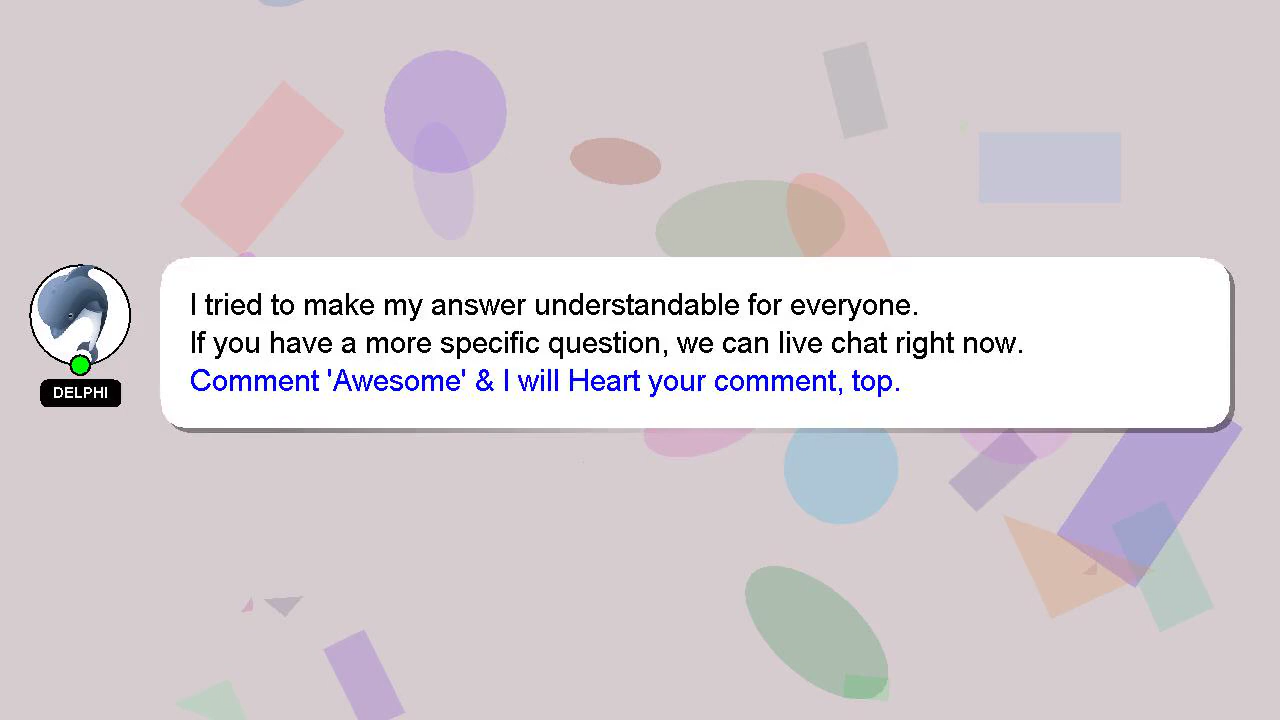 I tried to make my answer understandable for everyone.
If you have a more specific question, we can live chat right now.
Comment 'Awesome' & I will Heart your comment, top.
DELPHI